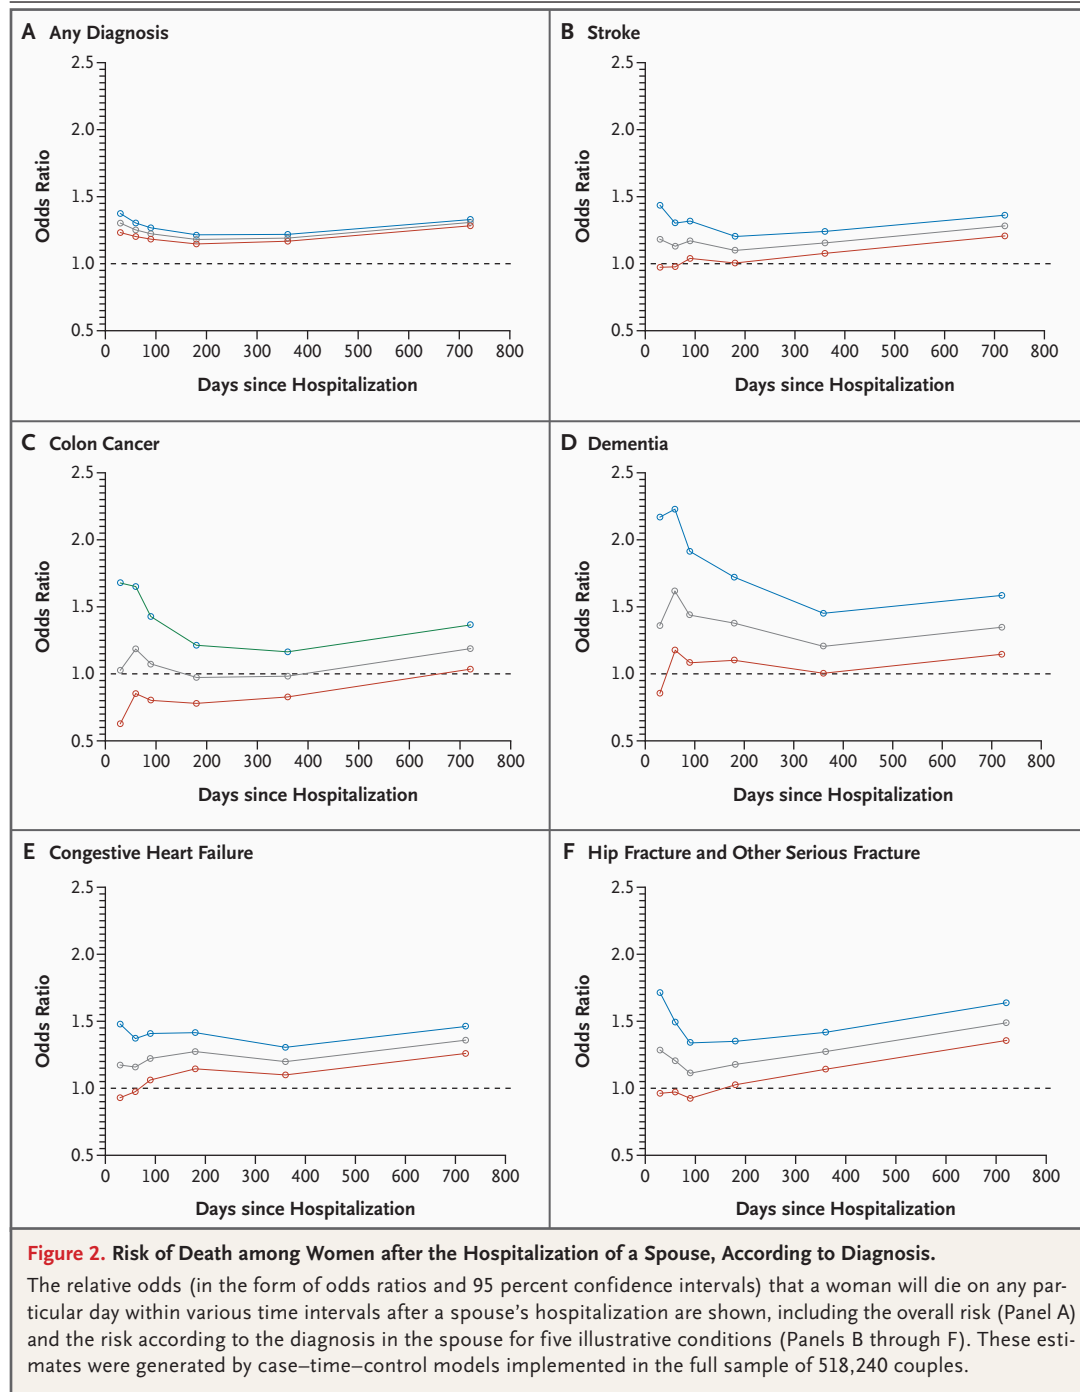 A Any Diagnosis
2.5
2.0
1.5
1.0
0.5
Odds Ratio
0 100 200 300 400 500 600 700 800
Days since Hospitalization
B Stroke
2.5
2.0
1.5
1.0
0.5
Odds Ratio
0 100 200 300 400 500 600 700 800
Days since Hospitalization
C Colon Cancer
2.5
2.0
1.5
1.0
0.5
Odds Ratio
0 100 200 300 400 500 600 700 800
Days since Hospitalization
D Dementia
2.5
2.0
1.5
1.0
0.5
Odds Ratio
0 100 200 300 400 500 600 700 800
Days since Hospitalization
E Congestive Heart Failure
2.5
2.0
1.5
1.0
0.5
Odds Ratio
0 100 200 300 400 500 600 700 800
Days since Hospitalization
F Hip Fracture and Other Serious Fracture
2.5
2.0
1.5
1.0
0.5
Odds Ratio
0 100 200 300 400 500 600 700 800
Days since Hospitalization
Figure 2. Risk of Death among Women after the Hospitalization of a Spouse, According to Diagnosis.
The relative odds (in the form of odds ratios and 95 percent confidence intervals) that a woman will die on any par-
ticular day within various time intervals after a spouse's hospitalization are shown, including the overall risk (Panel A)
and the risk according to the diagnosis in the spouse for five illustrative conditions (Panels B through F). These esti-
mates were generated by case–time–control models implemented in the full sample of 518,240 couples.